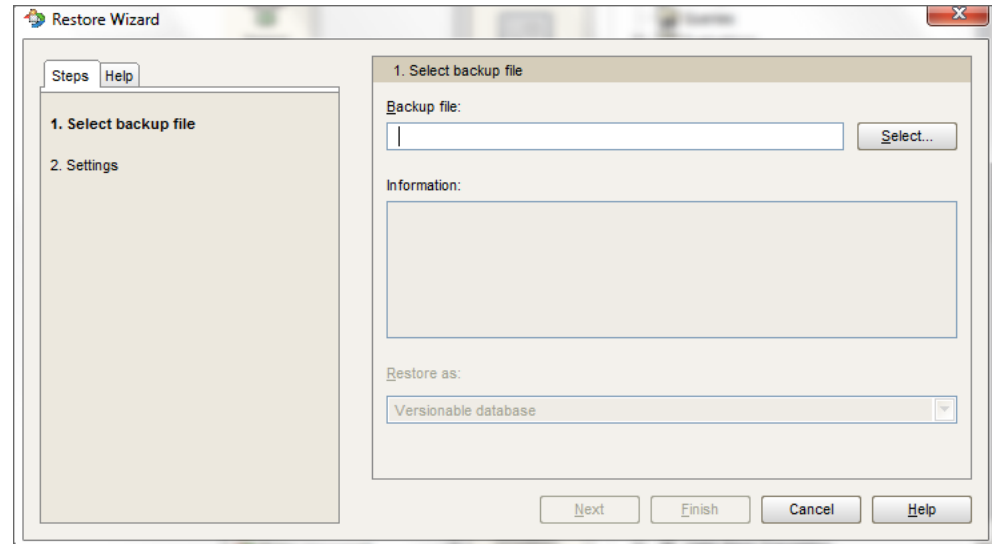 Restore Wizard
Steps Help
1. Select backup file
2. Settings
1. Select backup file
Backup file:
Select...
Information:
Restore as:
Versionable database
Next Finish Cancel Help